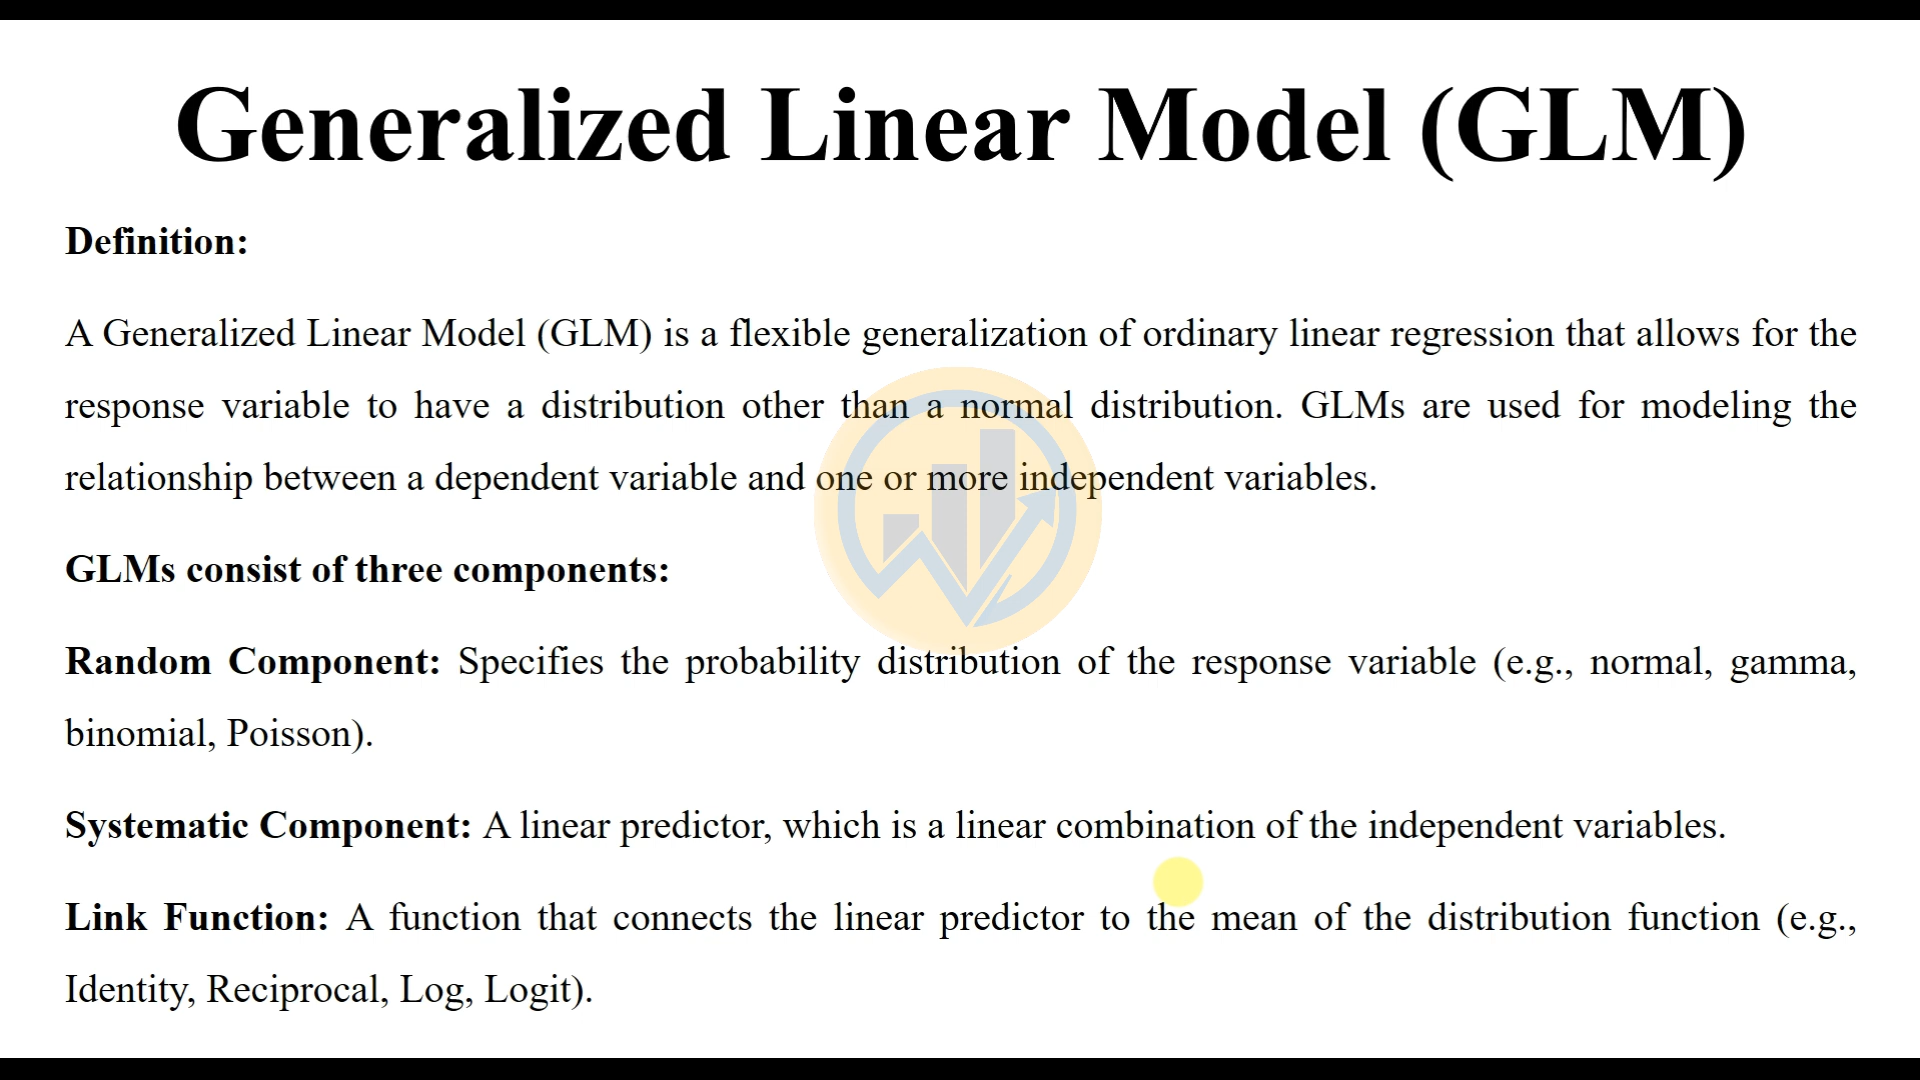 Generalized Linear Model (GLM)
Definition:
A Generalized Linear Model (GLM) is a flexible generalization of ordinary linear regression that allows for the
response variable to have a distribution other than a normal distribution. GLMs are used for modeling the
relationship between a dependent variable and one or more independent variables.
GLMs consist of three components:
Random Component: Specifies the probability distribution of the response variable (e.g., normal, gamma,
binomial, Poisson).
Systematic Component: A linear predictor, which is a linear combination of the independent variables.
Link Function: A function that connects the linear predictor to the mean of the distribution function (e.g.,
Identity, Reciprocal, Log, Logit).